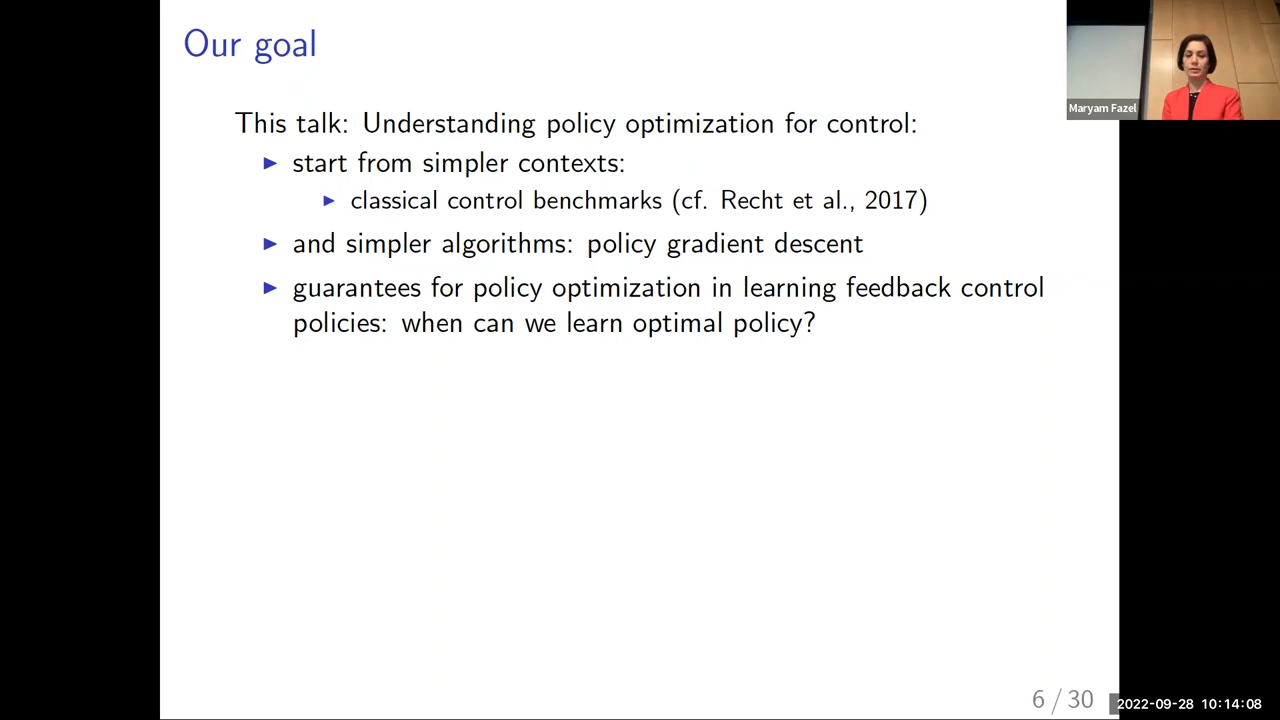 Our goal
Maryam Fazel
This talk: Understanding policy optimization for control:
start from simpler contexts:
classical control benchmarks (cf. Recht et al., 2017)
and simpler algorithms: policy gradient descent
guarantees for policy optimization in learning feedback control
policies: when can we learn optimal policy?
6 / 30
2022-09-28 10:14:08